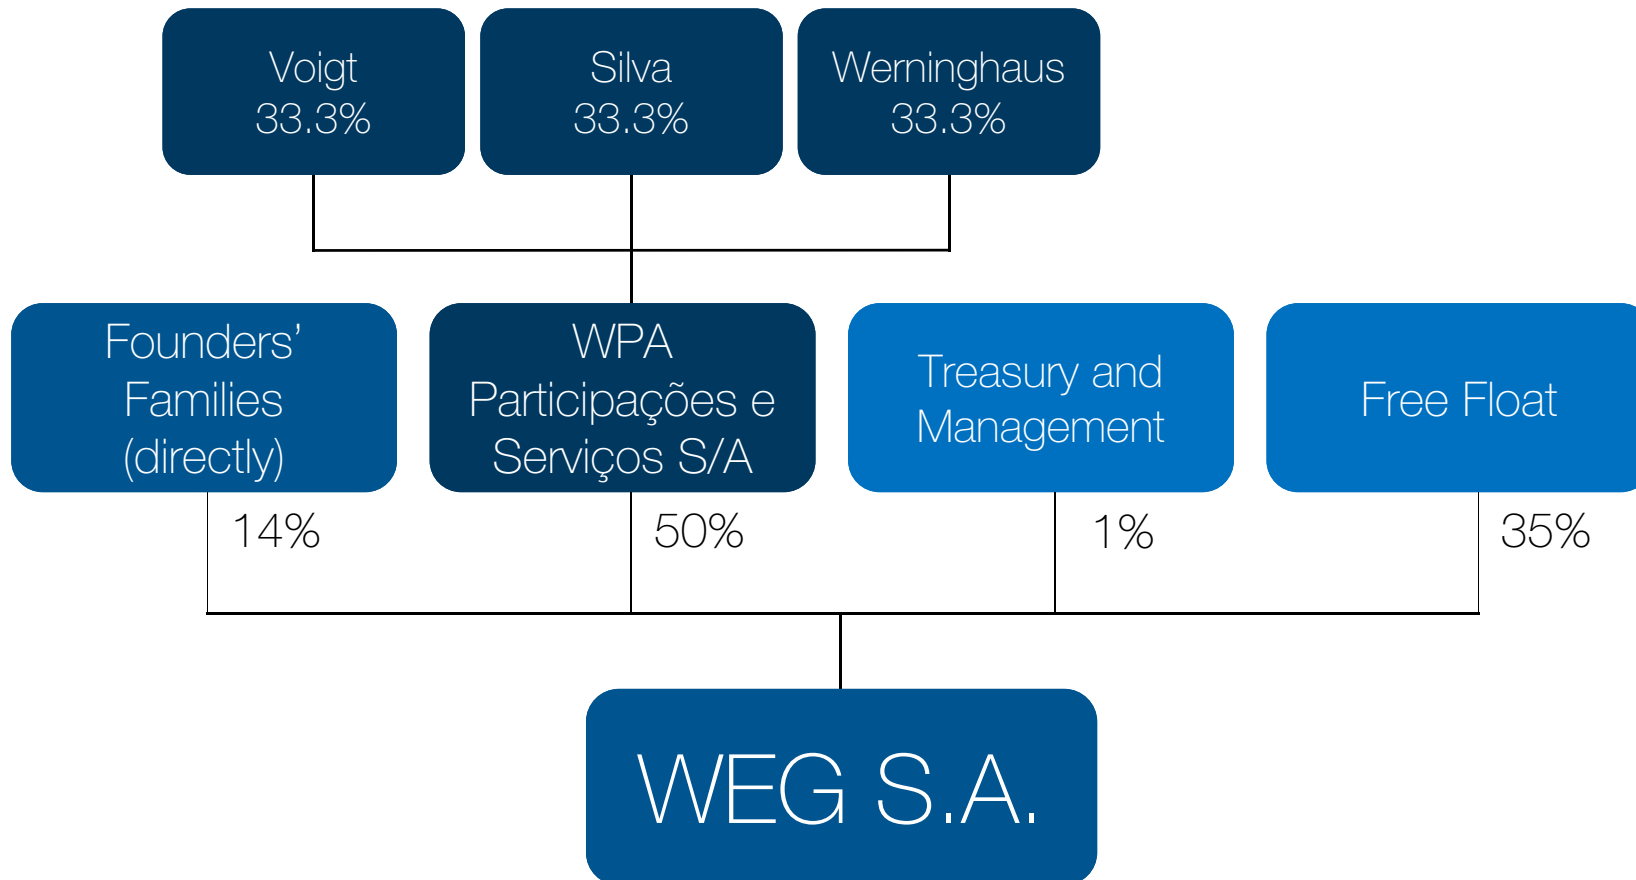 Voigt
33.3%
Silva
33.3%
Werninghaus
33.3%
Founders’
Families
(directly)
WPA
Participações e
Serviços S/A
Treasury and
Management
Free Float
14%
50%
1%
35%
WEG S.A.